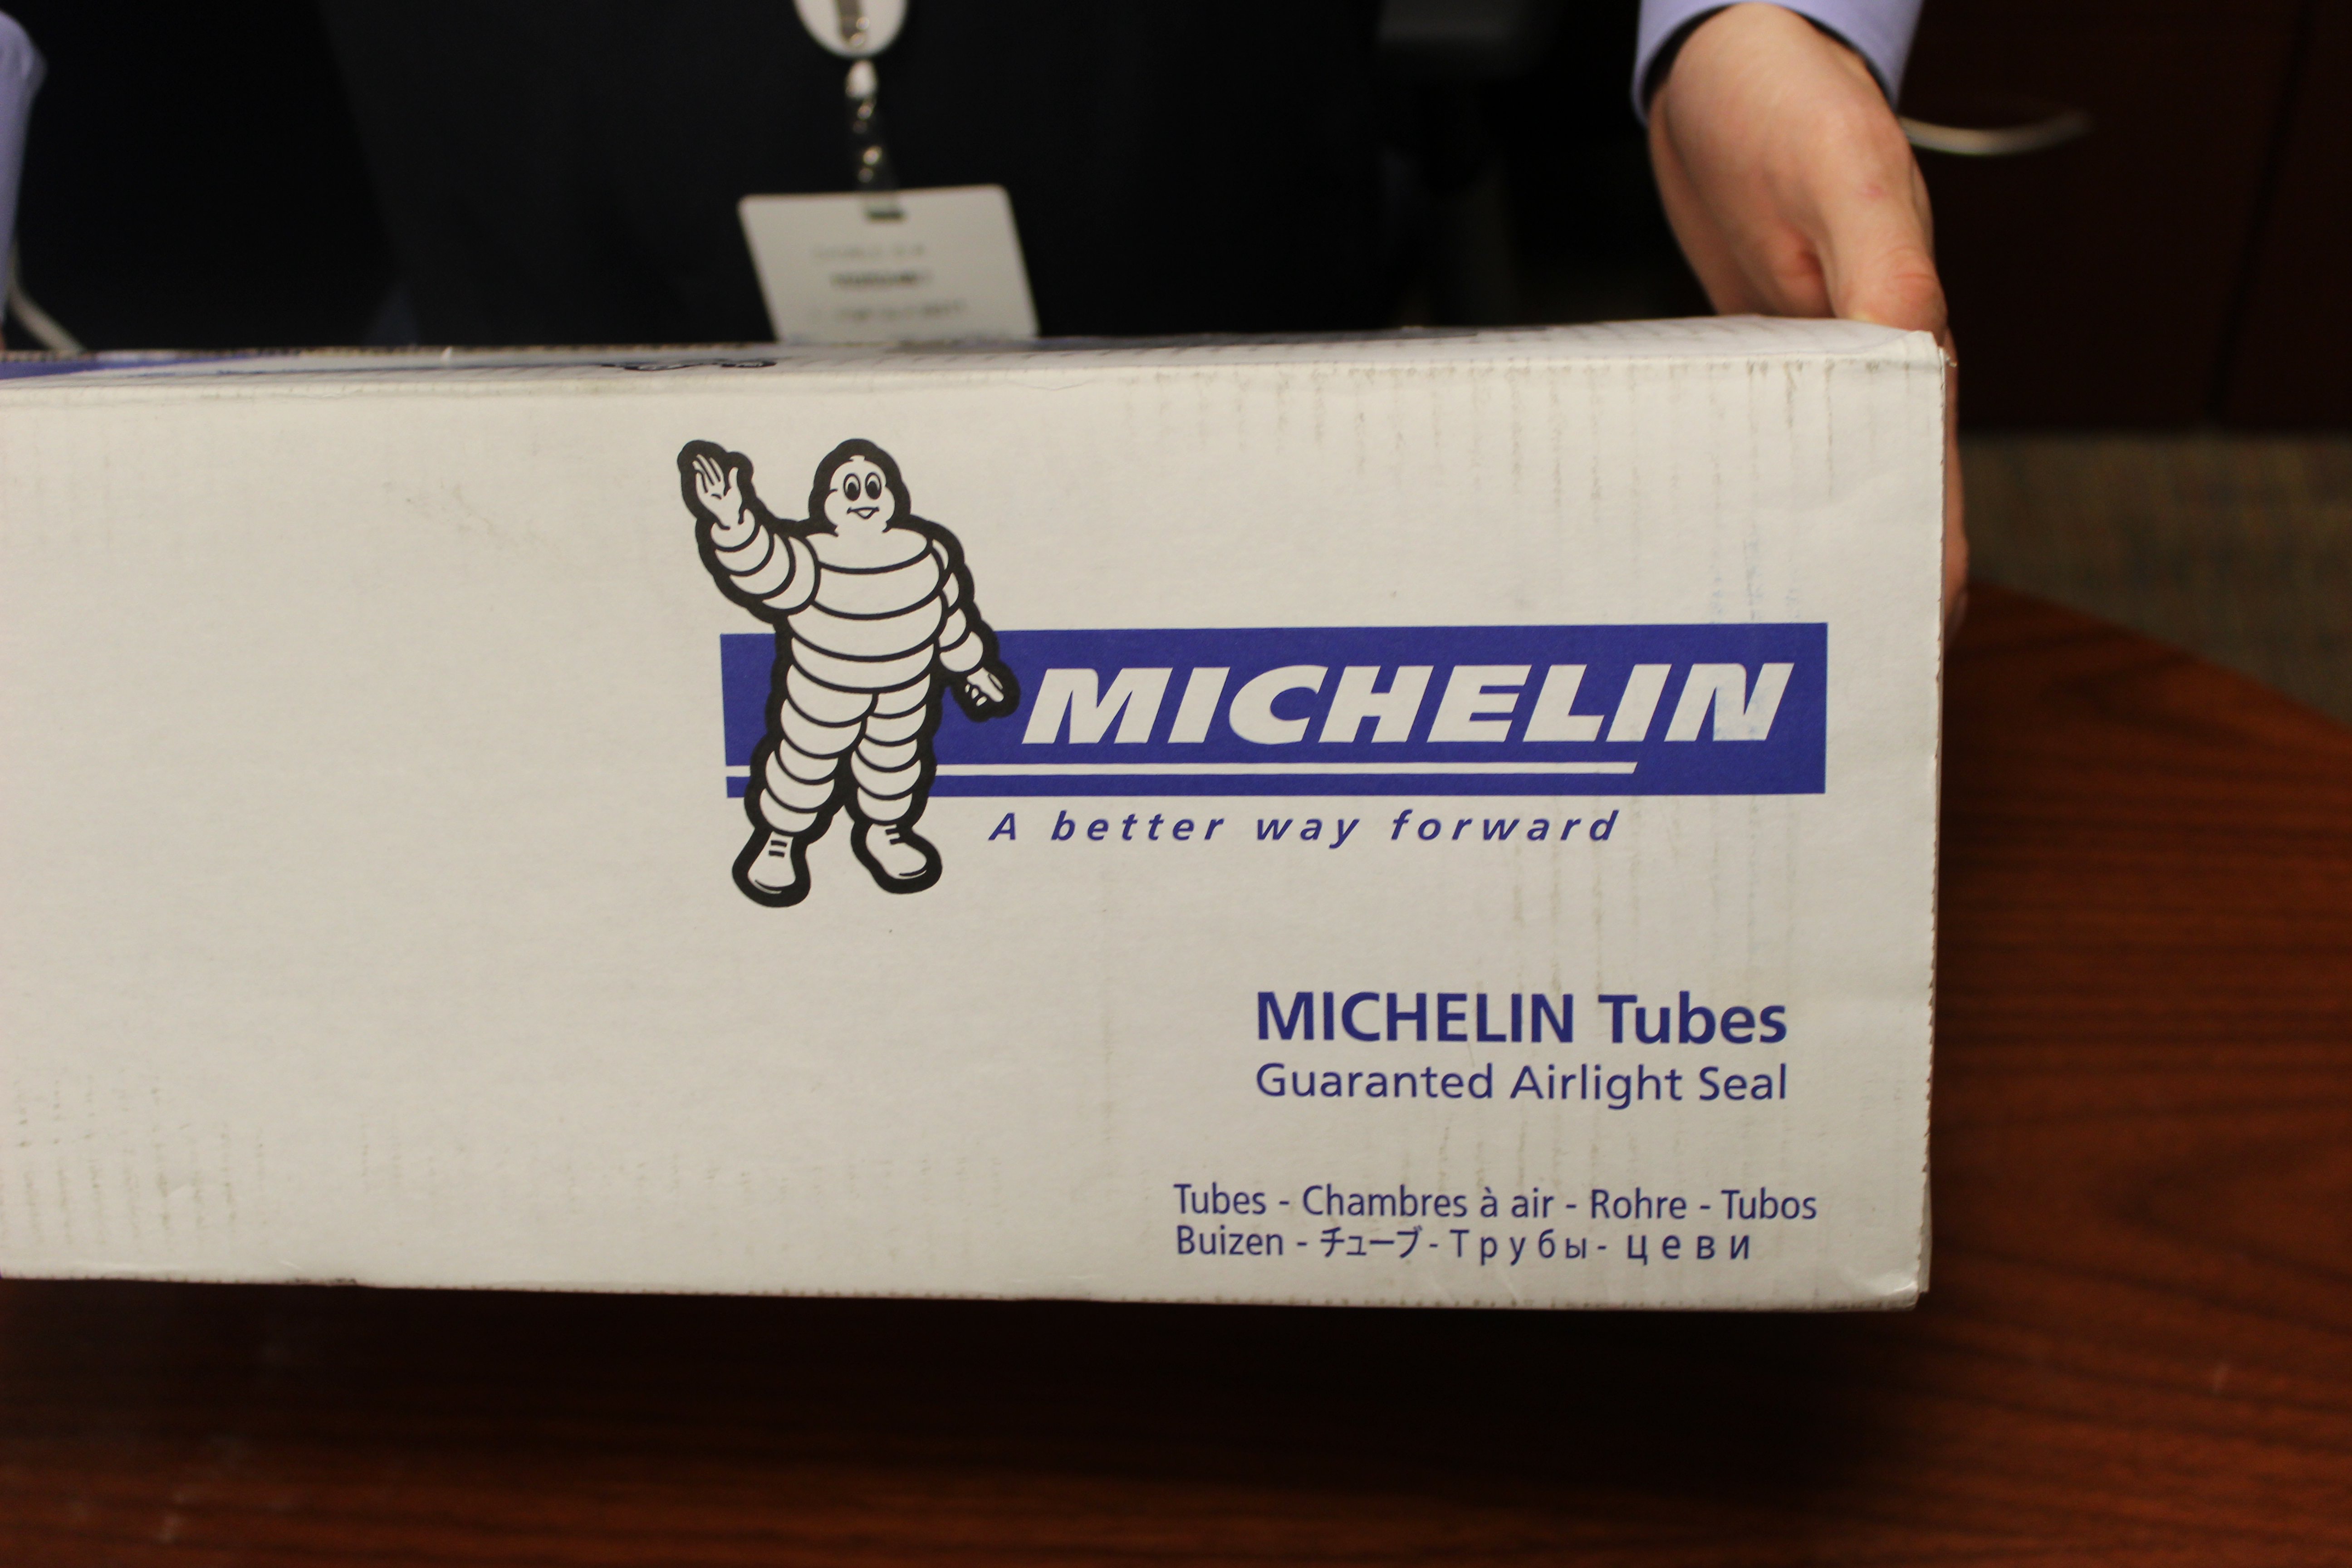 MICHELIN
A better way forward
MICHELIN Tubes
Guaranted Airlight Seal
Tubes - Chambres à air - Rohre - Tubos
Buizen - チューブ - Трубы - цеви